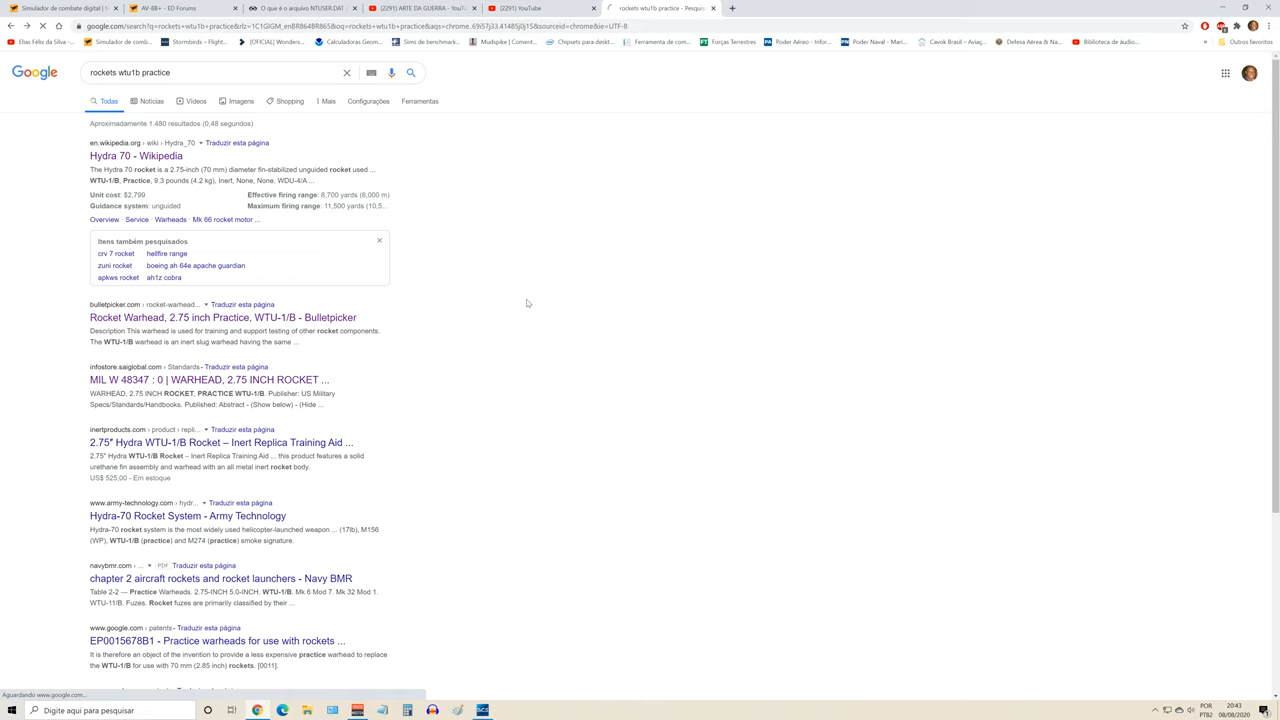 Simulador de combate digital | 1
AV-8B+ - ED Forums
O que é o arquivo NTUSER.DAT
(2291) ARTE DA GUERRA - YouTu
(2291) YouTube
rockets wtu1b practice - Pesquis
google.com/search?q=rockets+wtu1b+practice&rlz=1C1GIGM_enBR864BR865&oq=rockets+wtu1b+practice&aqs=chrome..69i57j33.41485j0j15&sourceid=chrome&ie=UTF-8
Elias Félix da Silva -...
Simulador de comb...
Stormbirds – Flight...
[OFICIAL] Wonders...
Calculadoras Geom...
Sims de benchmark...
Mudspike | Coment...
Chipsets para deskt...
Ferramenta de com...
Forças Terrestres
Poder Aéreo - Infor...
Poder Naval - Mari...
Cavok Brasil – Aviaç...
Defesa Aérea & Na...
Biblioteca de áudio...
»
Outros favoritos
Google
rockets wtu1b practice
Todas Notícias Vídeos Imagens Shopping Mais Configurações Ferramentas
Aproximadamente 1.480 resultados (0,48 segundos)
en.wikipedia.org › wiki › Hydra_70 Traduzir esta página
Hydra 70 - Wikipedia
The Hydra 70 rocket is a 2.75-inch (70 mm) diameter fin-stabilized unguided rocket used ...
WTU-1/B, Practice, 9.3 pounds (4.2 kg), Inert, None, None. WDU-4/A ...
Unit cost: $2,799 Effective firing range: 8,700 yards (8,000 m)
Guidance system: unguided Maximum firing range: 11,500 yards (10,5...
Overview · Service · Warheads · Mk 66 rocket motor ...
Itens também pesquisados
crv 7 rocket hellfire range
zuni rocket boeing ah 64e apache guardian
apkws rocket ah1z cobra
bulletpicker.com › rocket-warhead... Traduzir esta página
Rocket Warhead, 2.75 inch Practice, WTU-1/B - Bulletpicker
Description This warhead is used for training and support testing of other rocket components.
The WTU-1/B warhead is an inert slug warhead having the same ...
infostore.saiglobal.com › Standards - Traduzir esta página
MIL W 48347 : 0 | WARHEAD, 2.75 INCH ROCKET ...
WARHEAD, 2.75 INCH ROCKET, PRACTICE WTU-1/B. Publisher: US Military
Specs/Standards/Handbooks. Published: Abstract - (Show below) - (Hide ...
inertproducts.com › product › repli... Traduzir esta página
2.75″ Hydra WTU-1/B Rocket – Inert Replica Training Aid ...
2.75″ Hydra WTU-1/B Rocket – Inert Training Aid ... this product features a solid
urethane fin assembly and warhead with an all metal inert rocket body.
US$ 525,00 - Em estoque
www.army-technology.com › hydr... Traduzir esta página
Hydra-70 Rocket System - Army Technology
Hydra-70 rocket system is the most widely used helicopter-launched weapon ... (17lb), M156
(WP), WTU-1/B (practice) and M274 (practice) smoke signature.
navybmr.com › ... PDF Traduzir esta página
chapter 2 aircraft rockets and rocket launchers - Navy BMR
Table 2-2 — Practice Warheads. 2.75-INCH 5.0-INCH. WTU-1/B. Mk 6 Mod 7. Mk 32 Mod 1.
WTU-11/B. Fuzes. Rocket fuzes are primarily classified by their ...
www.google.com › patents - Traduzir esta página
EP0015678B1 - Practice warheads for use with rockets ...
It is therefore an object of the invention to provide a less expensive practice warhead to replace
the WTU-1/B for use with 70 mm (2.85 inch) rockets. [0011].
Aguardando www.google.com...
Digite aqui para pesquisar
POR
PTB2
20:43
08/08/2020